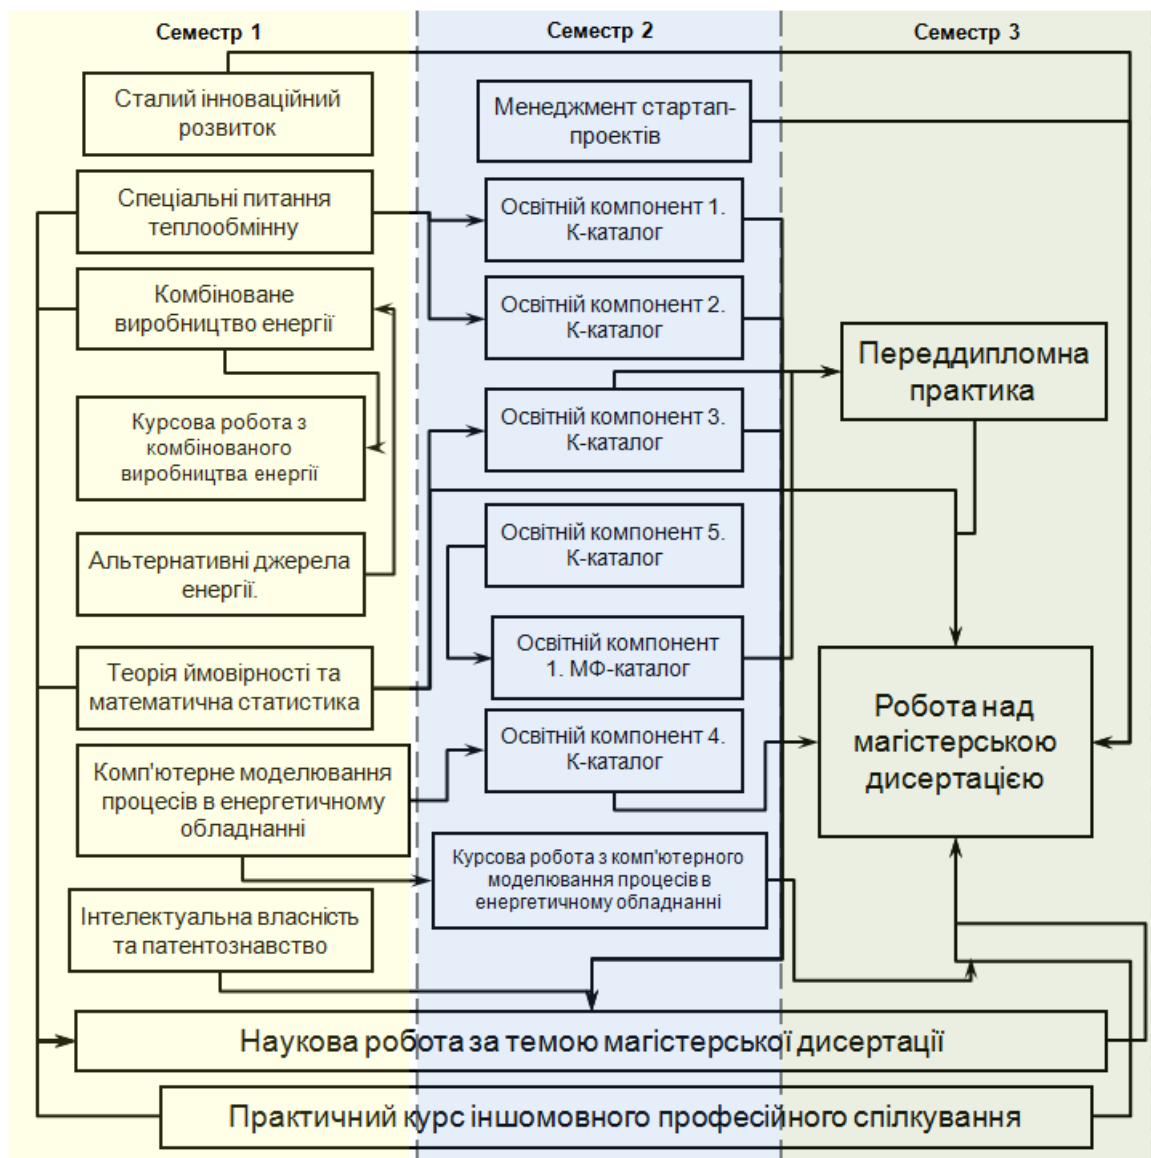 Семестр 1
Семестр 2
Семестр 3
Сталий інноваційний
розвиток
Спеціальні питання
теплообмінну
Комбіноване
виробництво енергії
Курсова робота з
комбінованого
виробництва енергії
Альтернативні джерела
енергії.
Теорія ймовірності та
математична статистика
Комп'ютерне моделювання
процесів в енергетичному
обладнанні
Інтелектуальна власність
та патентознавство
Менеджмент стартап-
проектів
Освітній компонент 1.
К-каталог
Освітній компонент 2.
К-каталог
Освітній компонент 3.
К-каталог
Освітній компонент 5.
К-каталог
Освітній компонент
1. МФ-каталог
Освітній компонент 4.
К-каталог
Курсова робота з комп'ютерного
моделювання процесів в
енергетичному обладнанні
Переддипломна
практика
Робота над
магістерською
дисертацією
Наукова робота за темою магістерської дисертації
Практичний курс іншомовного професійного спілкування